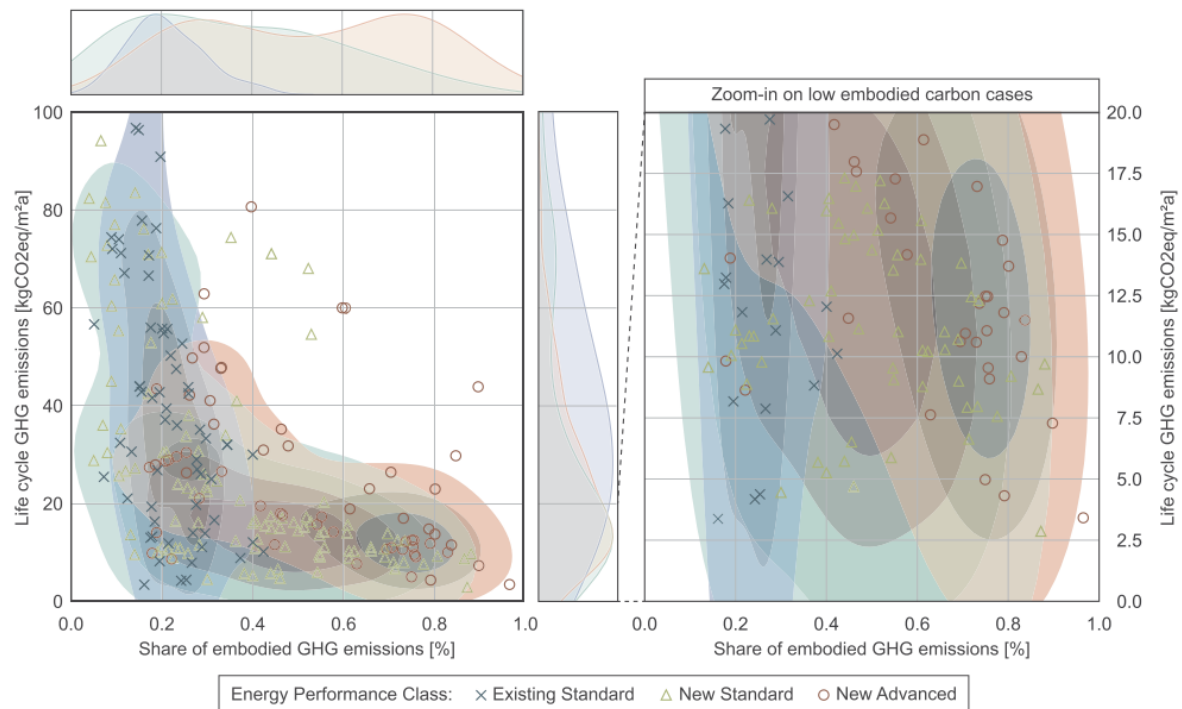 Zoom-in on low embodied carbon cases
100
80
60
40
20
0
Life cycle GHG emissions [kgCO2eq/m²a]
0.0 0.2 0.4 0.6 0.8 1.0
Share of embodied GHG emissions [%]
20.0
17.5
15.0
12.5
10.0
7.5
5.0
2.5
0.0
Life cycle GHG emissions [kgCO2eq/m²a]
0.0 0.2 0.4 0.6 0.8 1.0
Share of embodied GHG emissions [%]
Energy Performance Class: Existing Standard New Standard New Advanced